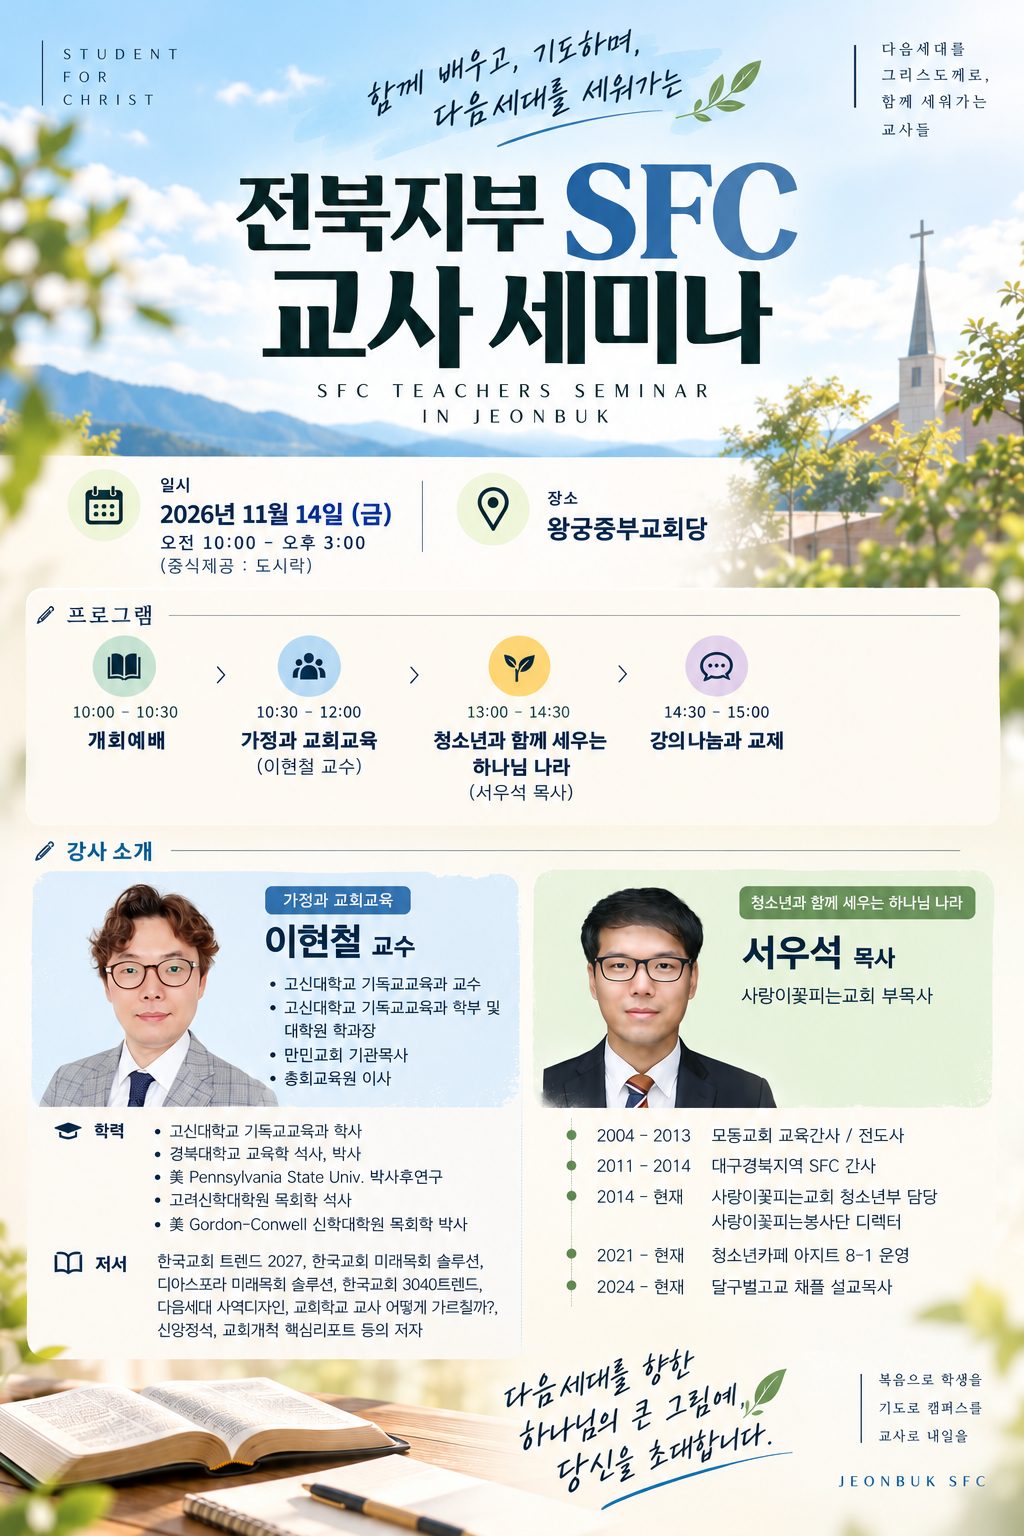 STUDENT
FOR
CHRIST
함께 배우고, 기도하며,
다음세대를 세워가는
다음세대를
그리스도께로,
함께 세워가는
교사들
전북지부 SFC
교사 세미나
SFC TEACHERS SEMINAR
IN JEONBUK
일시
2026년 11월 14일 (금)
오전 10:00 - 오후 3:00
(중식제공 : 도시락)
장소
왕궁중부교회당
프로그램
10:00 - 10:30
개회예배
10:30 - 12:00
가정과 교회교육
(이현철 교수)
13:00 - 14:30
청소년과 함께 세우는
하나님 나라
(서우석 목사)
14:30 - 15:00
강의나눔과 교제
강사 소개
가정과 교회교육
이현철 교수
• 고신대학교 기독교교육과 교수
• 고신대학교 기독교교육과 학부 및
대학원 학과장
• 만민교회 기관목사
• 총회교육원 이사
학력
• 고신대학교 기독교교육과 학사
• 경북대학교 교육학 석사, 박사
• 美 Pennsylvania State Univ. 박사후연구
• 고려신학대학원 목회학 석사
• 美 Gordon-Conwell 신학대학원 목회학 박사
저서
한국교회 트렌드 2027, 한국교회 미래목회 솔루션,
디아스포라 미래목회 솔루션, 한국교회 3040트렌드,
다음세대 사역디자인, 교회학교 교사 어떻게 가르칠까?,
신앙정석, 교회개척 핵심리포트 등의 저자
청소년과 함께 세우는 하나님 나라
서우석 목사
사랑이꽃피는교회 부목사
2004 - 2013 모동교회 교육간사 / 전도사
2011 - 2014 대구경북지역 SFC 간사
2014 - 현재 사랑이꽃피는교회 청소년부 담당
사랑이꽃피는봉사단 디렉터
2021 - 현재 청소년카페 아지트 8-1 운영
2024 - 현재 달구벌고교 채플 설교목사
다음세대를 향한
하나님의 큰 그림에,
당신을 초대합니다.
복음으로 학생을
기도로 캠퍼스를
교사로 내일을
JEONBUK SFC